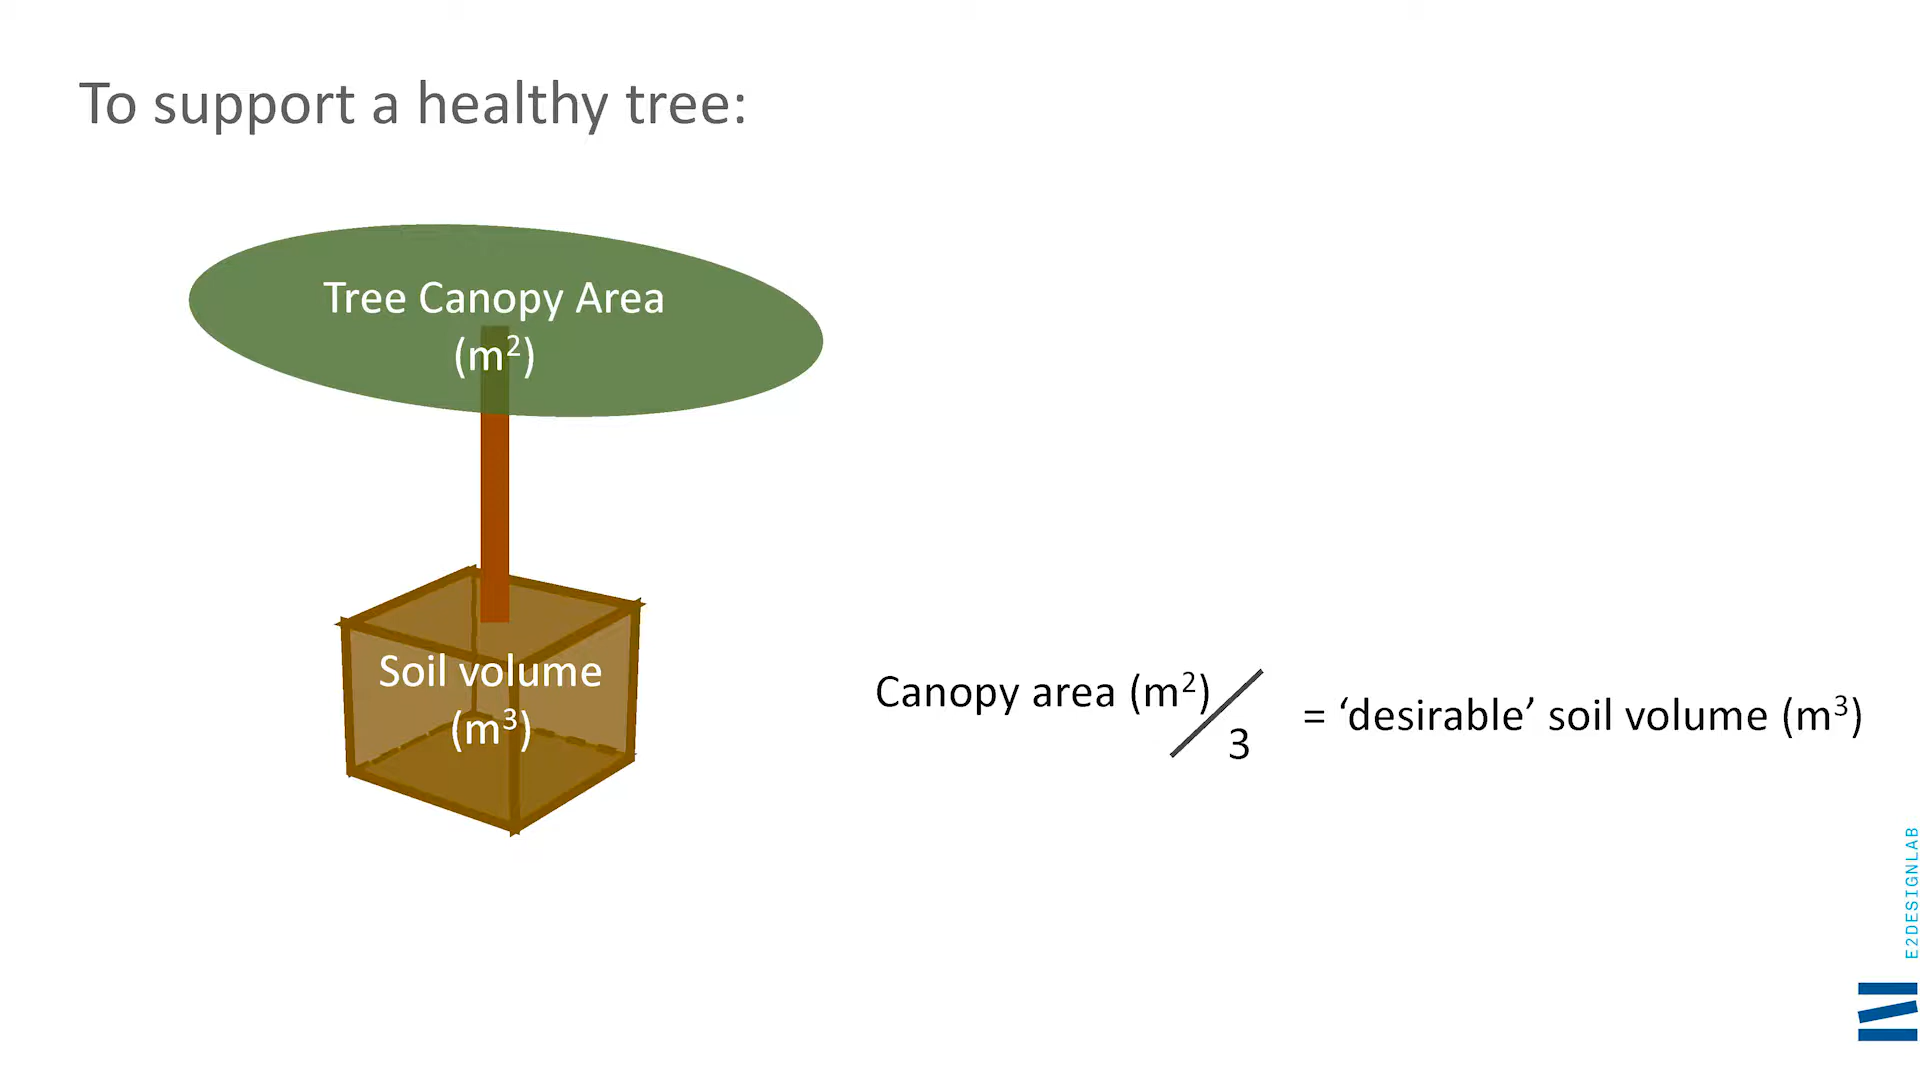 To support a healthy tree:
Tree Canopy Area
(m²)
Soil volume
(m³)
Canopy area (m²)
3
= ‘desirable’ soil volume (m³)
E2DESIGNLAB